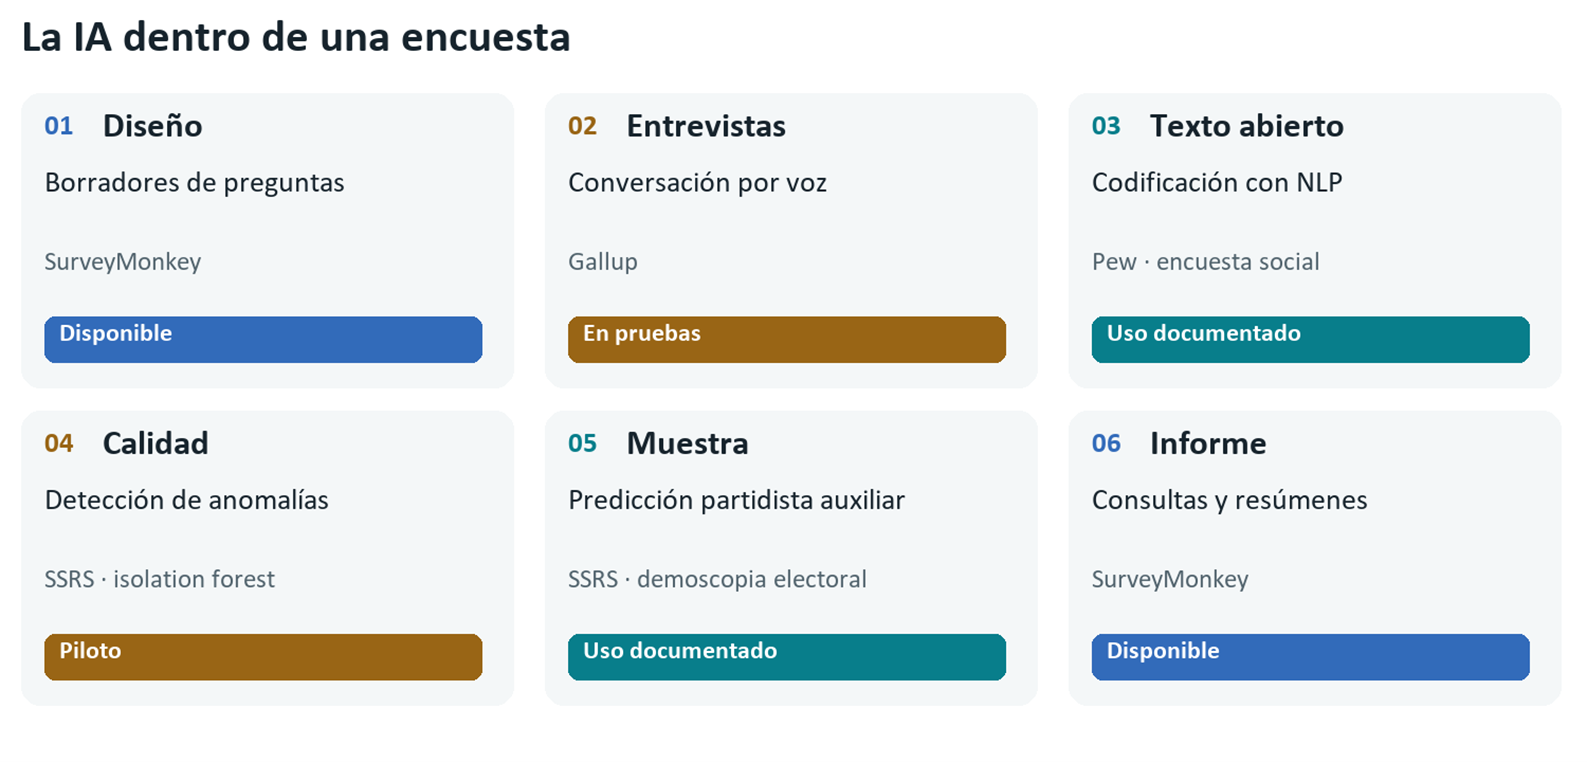 La IA dentro de una encuesta
01 Diseño
Borradores de preguntas
SurveyMonkey
Disponible
02 Entrevistas
Conversación por voz
Gallup
En pruebas
03 Texto abierto
Codificación con NLP
Pew · encuesta social
Uso documentado
04 Calidad
Detección de anomalías
SSRS · isolation forest
Piloto
05 Muestra
Predicción partidista auxiliar
SSRS · demoscopia electoral
Uso documentado
06 Informe
Consultas y resúmenes
SurveyMonkey
Disponible